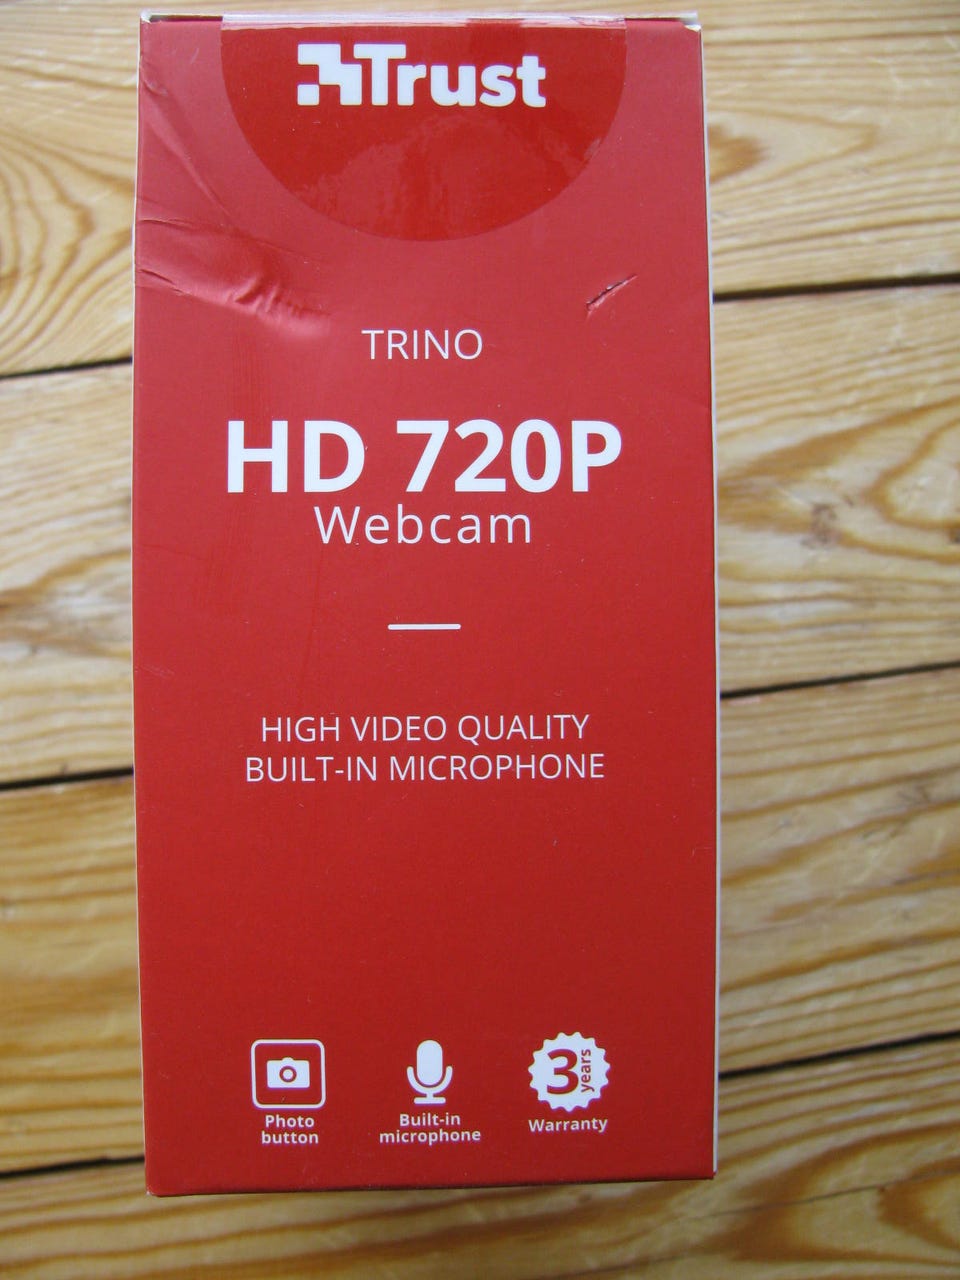 Trust
TRINO
HD 720P
Webcam
HIGH VIDEO QUALITY
BUILT-IN MICROPHONE
Photo
button
Built-in
microphone
3 years
Warranty